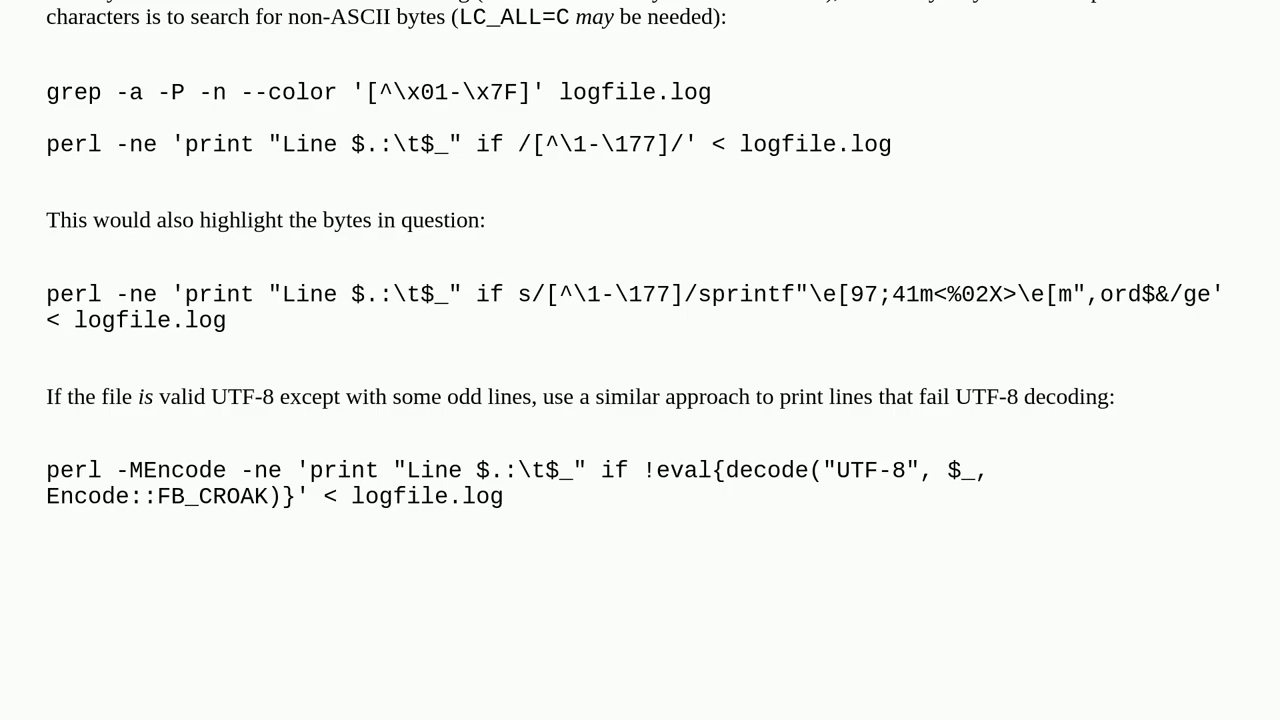 characters is to search for non-ASCII bytes (LC_ALL=C may be needed):
grep -a -P -n --color '[^\x01-\x7F]' logfile.log
perl -ne 'print "Line $.:\t$_" if /[^\1-\177]/' < logfile.log
This would also highlight the bytes in question:
perl -ne 'print "Line $.:\t$_" if s/[^\1-\177]/sprintf"\e[97;41m<%02X>\e[m",ord$&/ge'
< logfile.log
If the file is valid UTF-8 except with some odd lines, use a similar approach to print lines that fail UTF-8 decoding:
perl -MEncode -ne 'print "Line $.:\t$_" if !eval{decode("UTF-8", $_,
Encode::FB_CROAK)}' < logfile.log